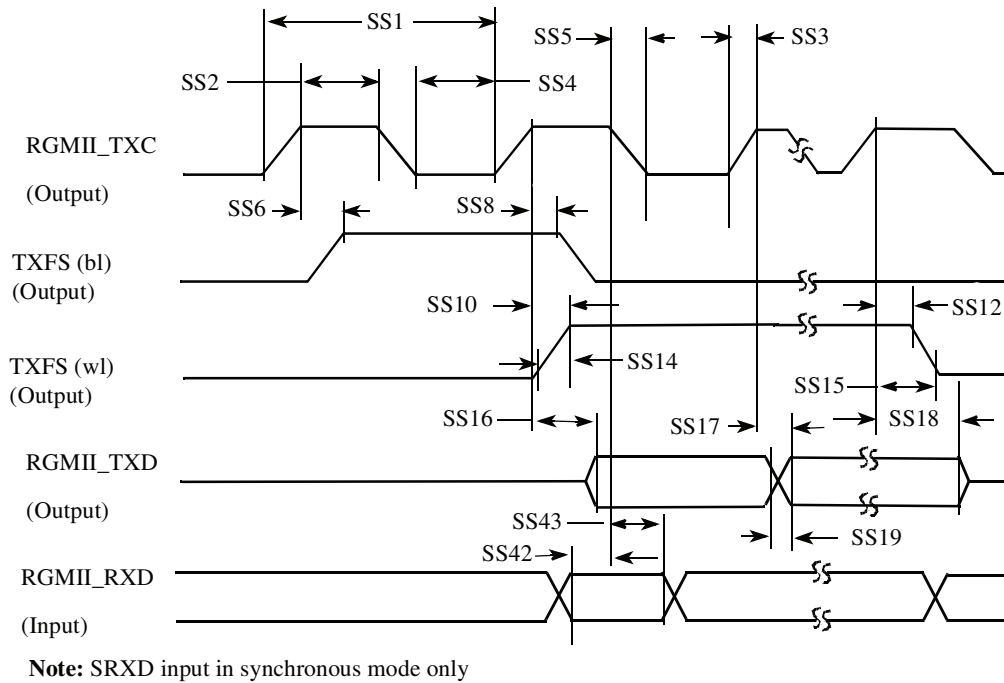 SS1
SS5
SS3
SS2
SS4
RGMII_TXC
(Output)
SS6
SS8
TXFS (bl)
(Output)
SS10
SS12
SS14
TXFS (wl)
(Output)
SS15
SS16
SS17
SS18
RGMII_TXD
(Output)
SS43
SS19
SS42
RGMII_RXD
(Input)
Note: SRXD input in synchronous mode only